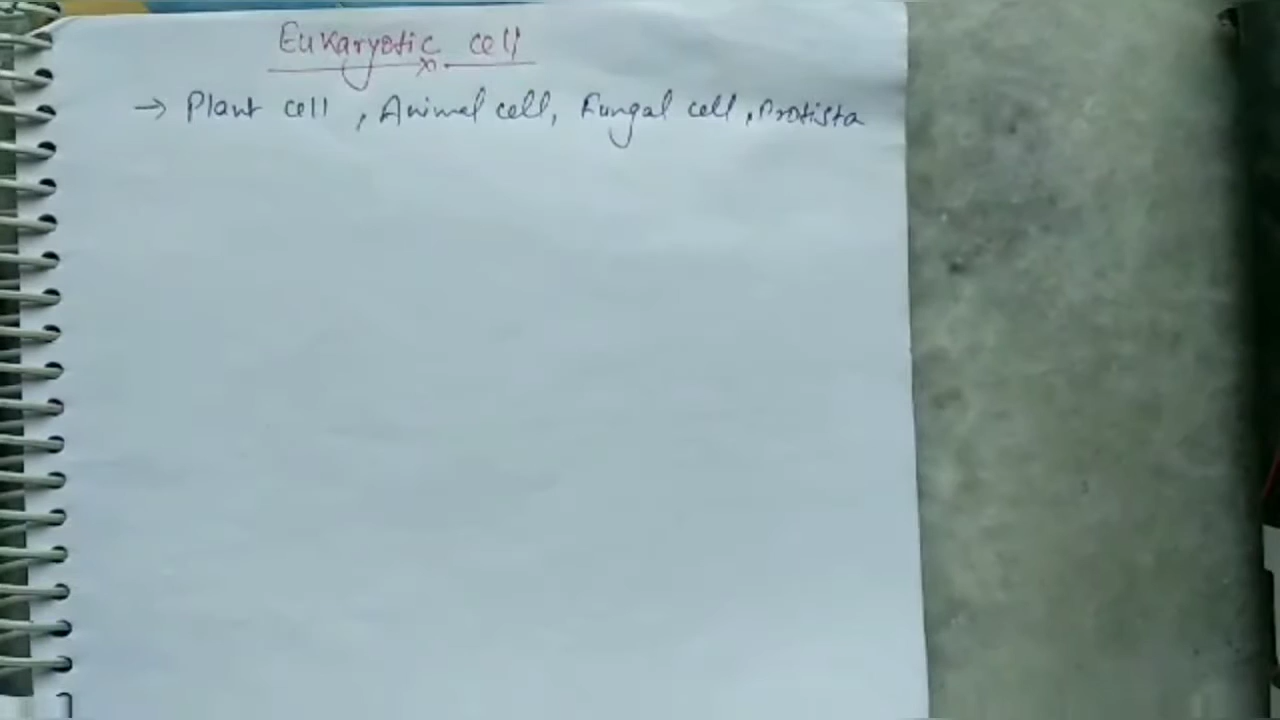 Eukaryotic cell
→ Plant cell, Animal cell, Fungal cell, Protista